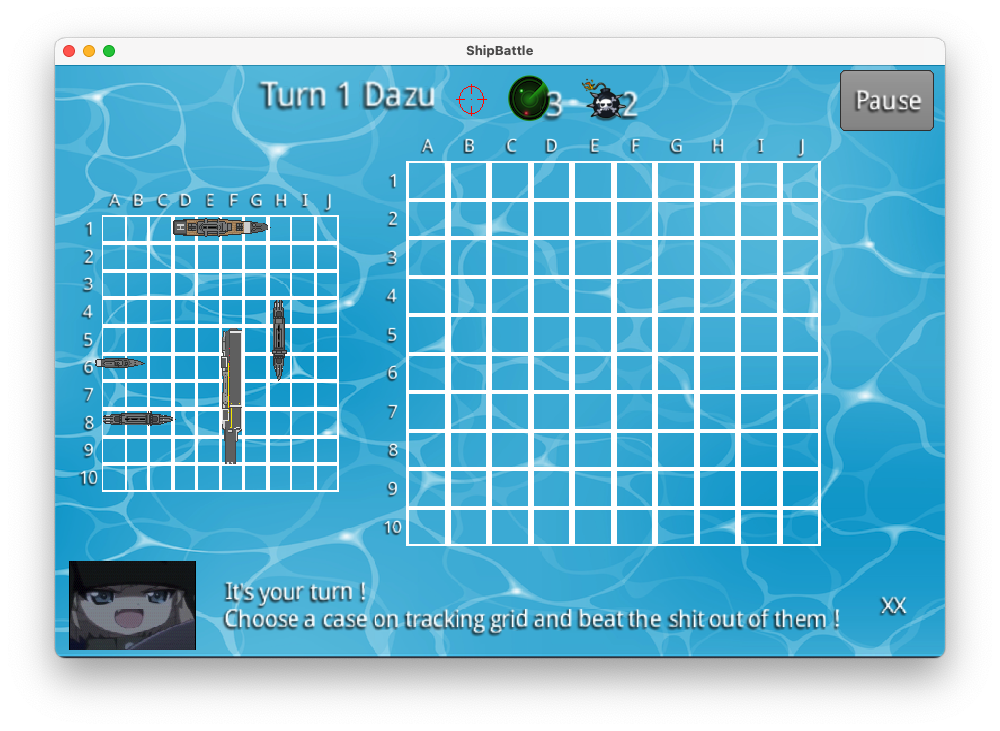 ShipBattle
Turn 1 Dazu 3 2 Pause
A B C D E F G H I J
1
2
3
4
5
6
7
8
9
10
A B C D E F G H I J
1
2
3
4
5
6
7
8
9
10
It's your turn !
Choose a case on tracking grid and beat the shit out of them !
XX